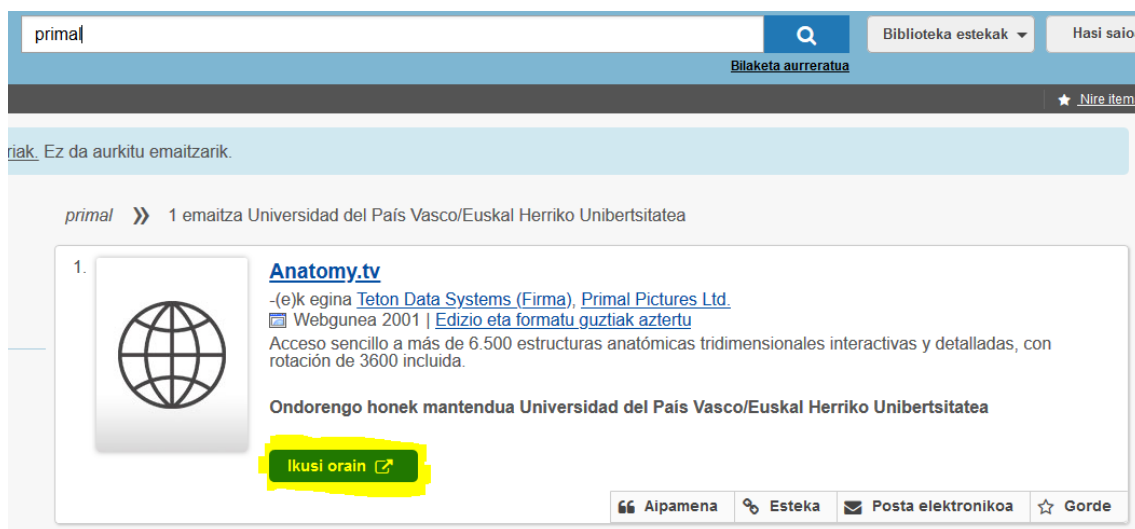 primal
Biblioteka estekak
Hasi saio
Bilaketa aurreratua
Nire item
riak. Ez da aurkitu emaitzarik.
primal » 1 emaitza Universidad del País Vasco/Euskal Herriko Unibertsitatea
1.
Anatomy.tv
-(e)k egina Teton Data Systems (Firma), Primal Pictures Ltd.
Webgunea 2001 | Edizio eta formatu guztiak aztertu
Acceso sencillo a más de 6.500 estructuras anatómicas tridimensionales interactivas y detalladas, con
rotación de 3600 incluida.
Ondorengo honek mantendua Universidad del País Vasco/Euskal Herriko Unibertsitatea
Ikusi orain
Aipamena Esteka Posta elektronikoa Gorde